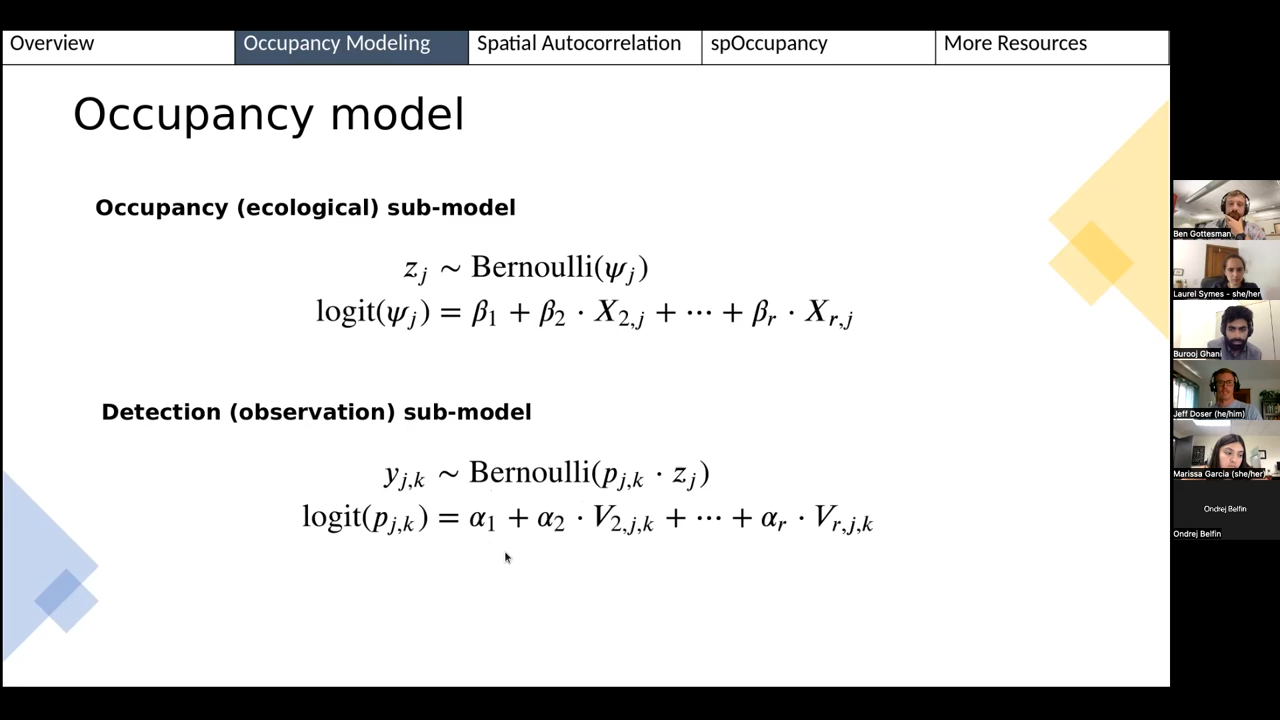 Overview
Occupancy Modeling
Spatial Autocorrelation
spOccupancy
More Resources
Occupancy model
Occupancy (ecological) sub-model
z_j ~ Bernoulli(ψ_j)
logit(ψ_j) = β_1 + β_2 · X_{2,j} + ··· + β_r · X_{r,j}
Detection (observation) sub-model
y_{j,k} ~ Bernoulli(p_{j,k} · z_j)
logit(p_{j,k}) = α_1 + α_2 · V_{2,j,k} + ··· + α_r · V_{r,j,k}
Ben Gottesman
Laurel Symes - she/her
Burooj Ghani
Jeff Doser (he/him)
Marissa Garcia (she/her)
Ondrej Belfin
Ondrej Belfin